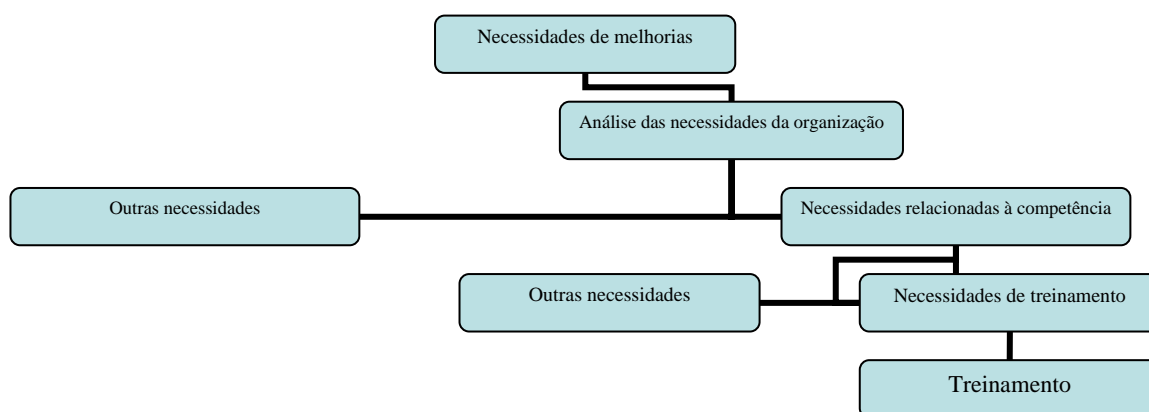 Necessidades de melhorias
Análise das necessidades da organização
Outras necessidades
Necessidades relacionadas à competência
Outras necessidades
Necessidades de treinamento
Treinamento